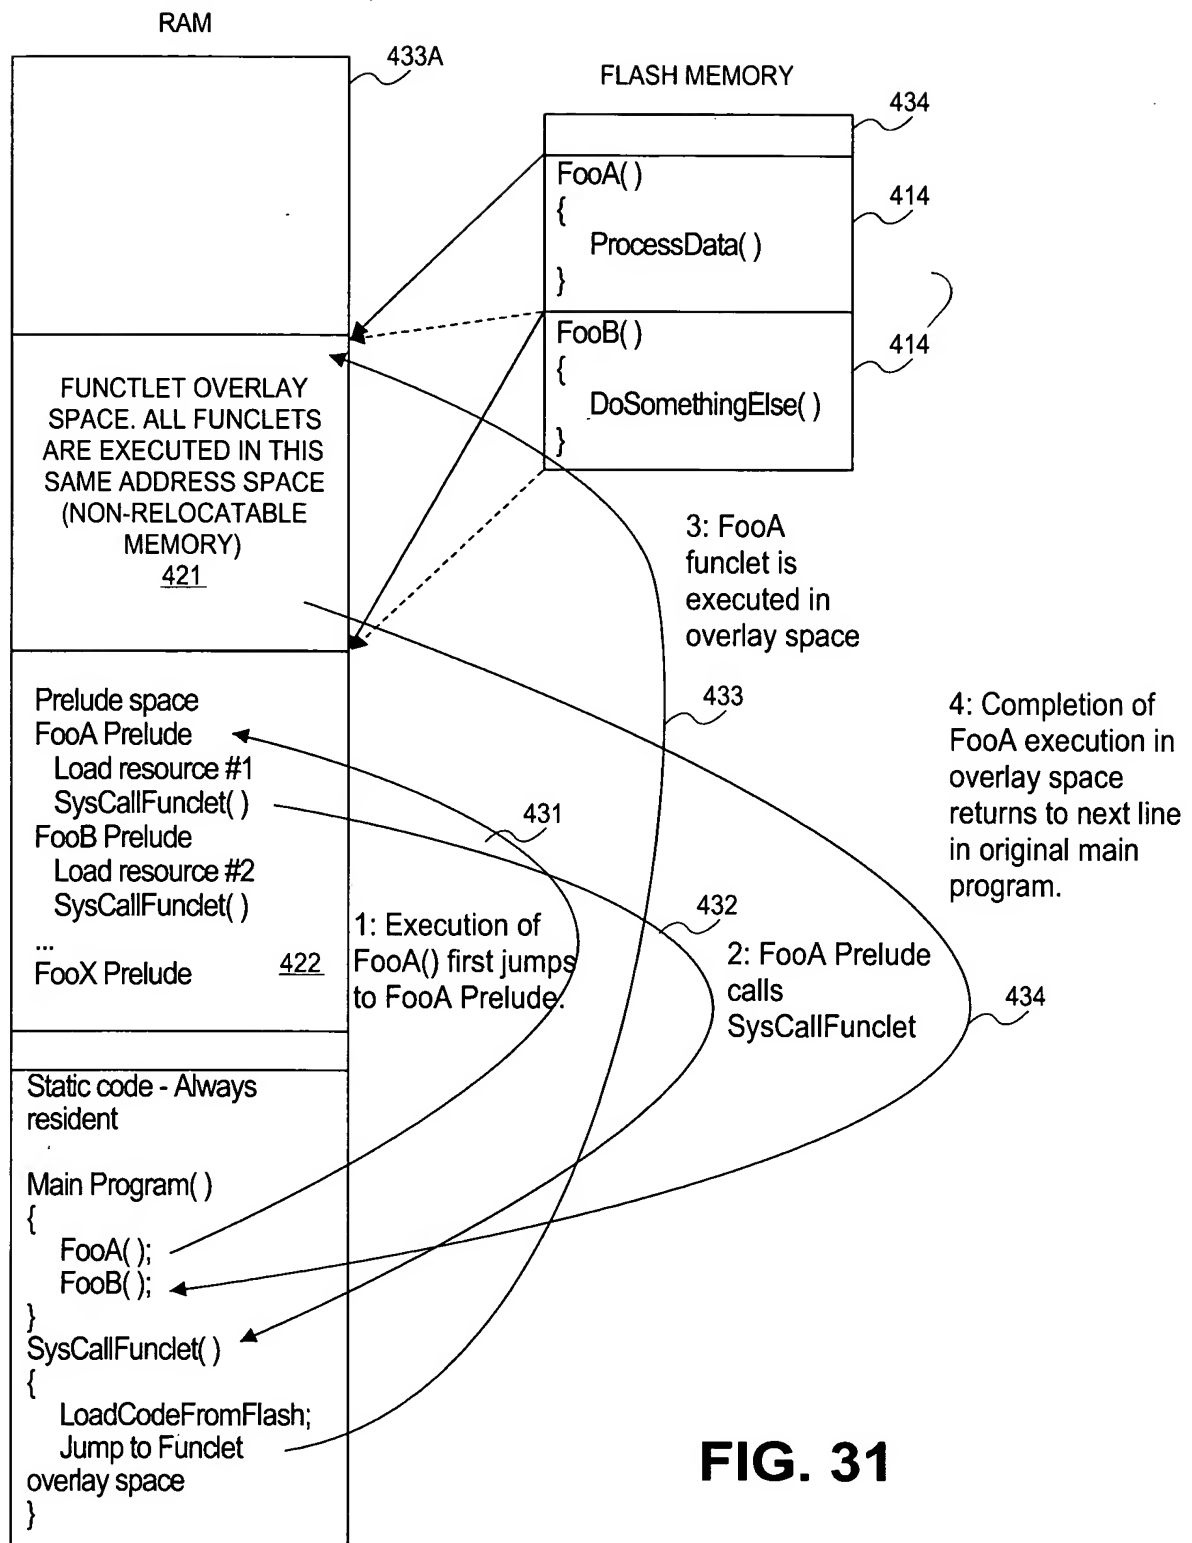 RAM
433A
FLASH MEMORY
434
FooA( )
{
ProcessData( )
}
414
FooB( )
{
DoSomethingElse( )
}
414
FUNCTLET OVERLAY
SPACE. ALL FUNCLETS
ARE EXECUTED IN THIS
SAME ADDRESS SPACE
(NON-RELOCATABLE
MEMORY)
421
3: FooA
funclet is
executed in
overlay space
433
4: Completion of
FooA execution in
overlay space
returns to next line
in original main
program.
434
Prelude space
FooA Prelude
Load resource #1
SysCallFunclet( )
FooB Prelude
Load resource #2
SysCallFunclet( )
...
FooX Prelude
422
431
1: Execution of
FooA() first jumps
to FooA Prelude.
432
2: FooA Prelude
calls
SysCallFunclet
Static code - Always
resident
Main Program( )
{
FooA( );
FooB( );
}
SysCallFunclet( )
{
LoadCodeFromFlash;
Jump to Funclet
overlay space
}
FIG. 31